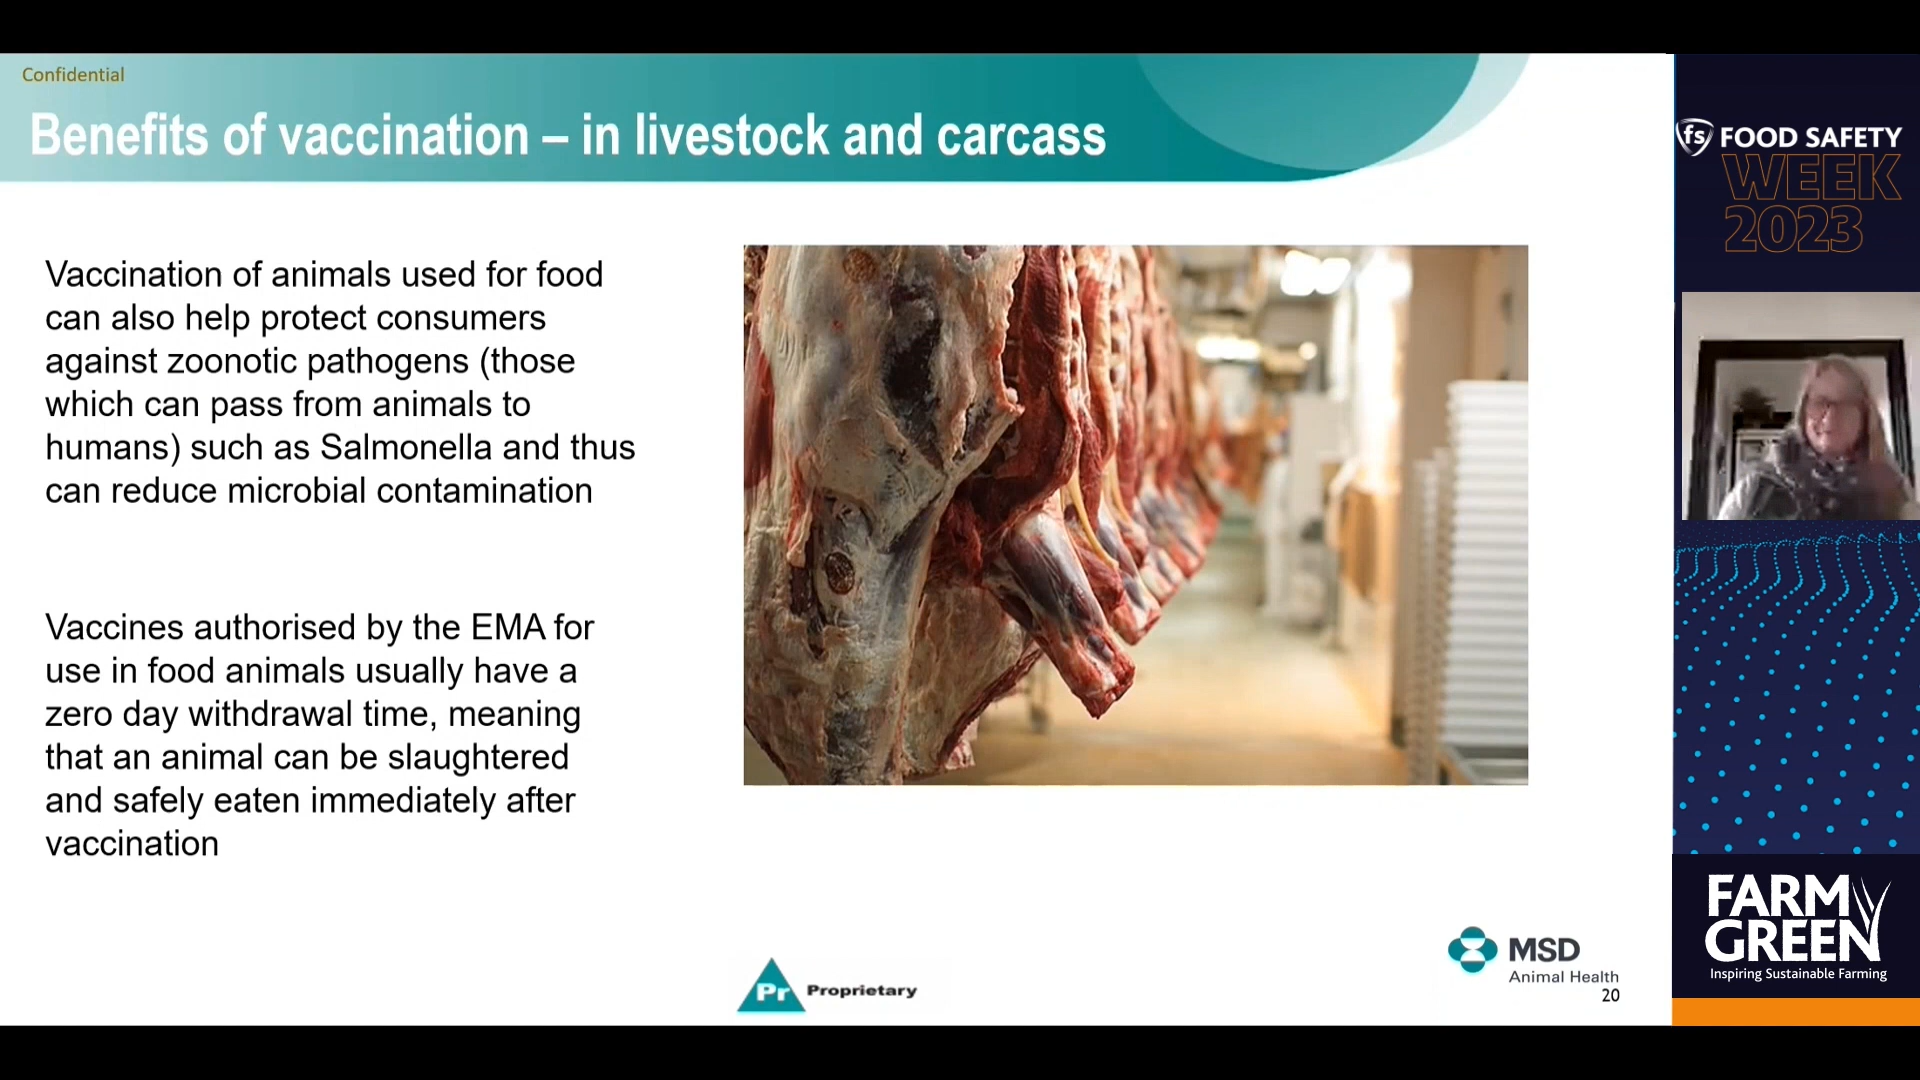 Confidential
Benefits of vaccination – in livestock and carcass
Vaccination of animals used for food
can also help protect consumers
against zoonotic pathogens (those
which can pass from animals to
humans) such as Salmonella and thus
can reduce microbial contamination
Vaccines authorised by the EMA for
use in food animals usually have a
zero day withdrawal time, meaning
that an animal can be slaughtered
and safely eaten immediately after
vaccination
Pr Proprietary
MSD
Animal Health
20
fs FOOD SAFETY
WEEK
2023
FARM
GREEN
Inspiring Sustainable Farming